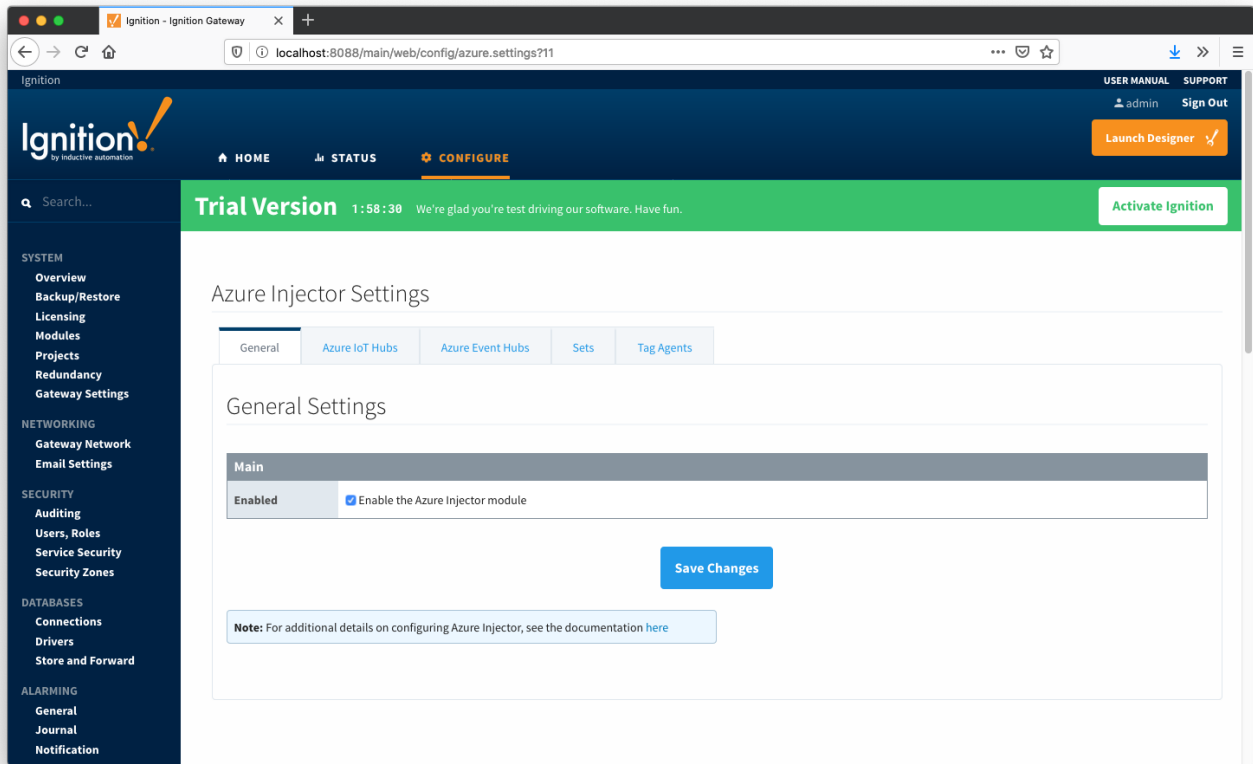 Ignition - Ignition Gateway
localhost:8088/main/web/config/azure.settings?11
Ignition
USER MANUAL SUPPORT
admin Sign Out
Ignition!
by inductive automation
HOME STATUS CONFIGURE
Launch Designer
Search...
Trial Version 1:58:30 We're glad you're test driving our software. Have fun.
Activate Ignition
SYSTEM
Overview
Backup/Restore
Licensing
Modules
Projects
Redundancy
Gateway Settings
NETWORKING
Gateway Network
Email Settings
SECURITY
Auditing
Users, Roles
Service Security
Security Zones
DATABASES
Connections
Drivers
Store and Forward
ALARMING
General
Journal
Notification
Azure Injector Settings
General Azure IoT Hubs Azure Event Hubs Sets Tag Agents
General Settings
Main
Enabled Enable the Azure Injector module
Save Changes
Note: For additional details on configuring Azure Injector, see the documentation here